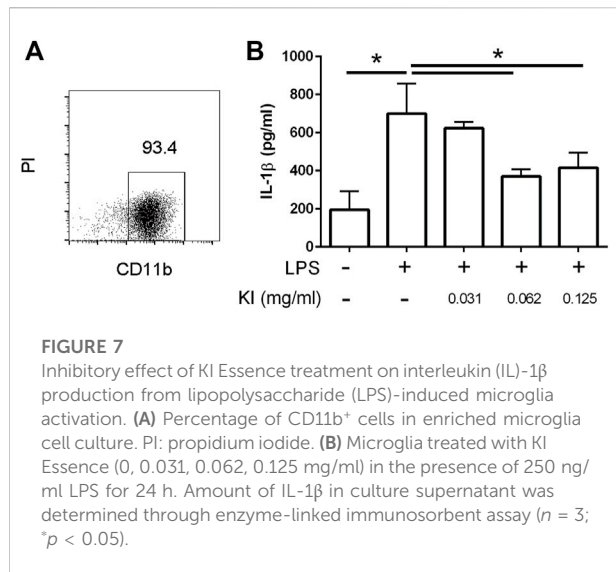 A
93.4
PI
CD11b
B
*
*
1000
800
600
400
200
0
IL-1β (pg/ml)
LPS - + + + +
KI (mg/ml) - - 0.031 0.062 0.125
FIGURE 7
Inhibitory effect of KI Essence treatment on interleukin (IL)-1β
production from lipopolysaccharide (LPS)-induced microglia
activation. (A) Percentage of CD11b⁺ cells in enriched microglia
cell culture. PI: propidium iodide. (B) Microglia treated with KI
Essence (0, 0.031, 0.062, 0.125 mg/ml) in the presence of 250 ng/
ml LPS for 24 h. Amount of IL-1β in culture supernatant was
determined through enzyme-linked immunosorbent assay (n = 3;
*p < 0.05).